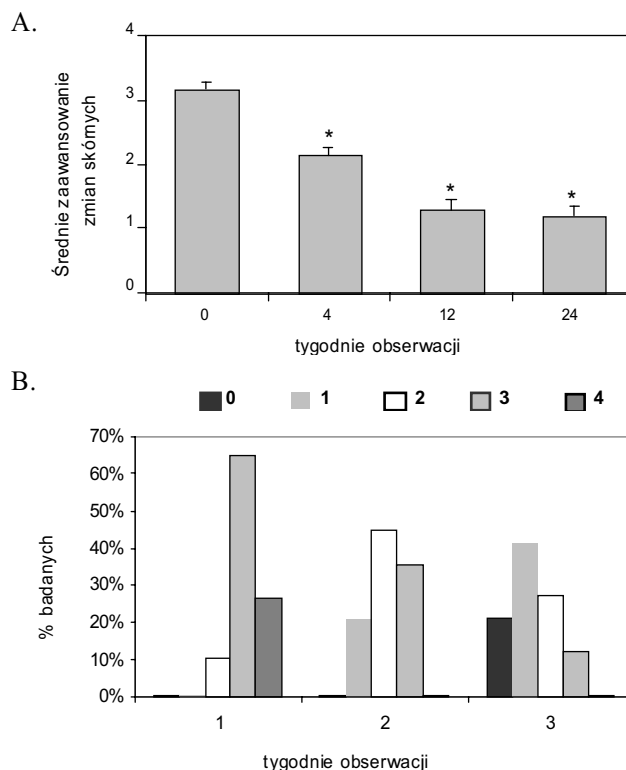 A.
Średnie zaawansowanie
zmian skórnych
4
3
2
1
0
*
*
*
0 4 12 24
tygodnie obserwacji
B.
0 1 2 3 4
% badanych
70%
60%
50%
40%
30%
20%
10%
0%
1 2 3
tygodnie obserwacji